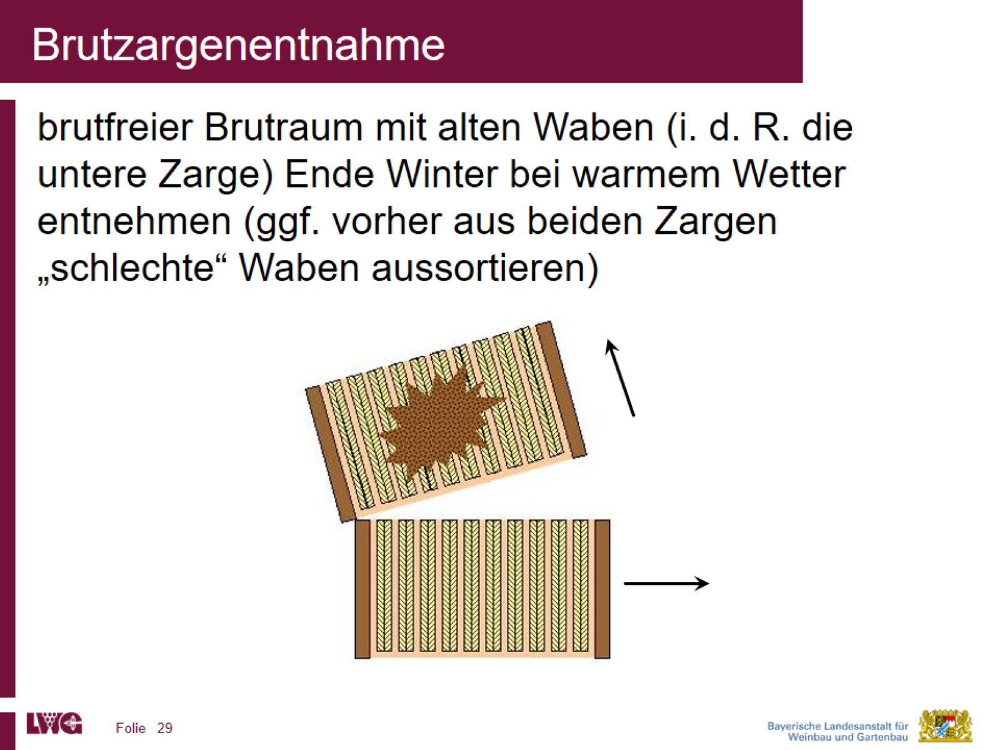 Brutzargenentnahme
brutfreier Brutraum mit alten Waben (i. d. R. die
untere Zarge) Ende Winter bei warmem Wetter
entnehmen (ggf. vorher aus beiden Zargen
„schlechte“ Waben aussortieren)
LWG
Folie 29
Bayerische Landesanstalt für
Weinbau und Gartenbau